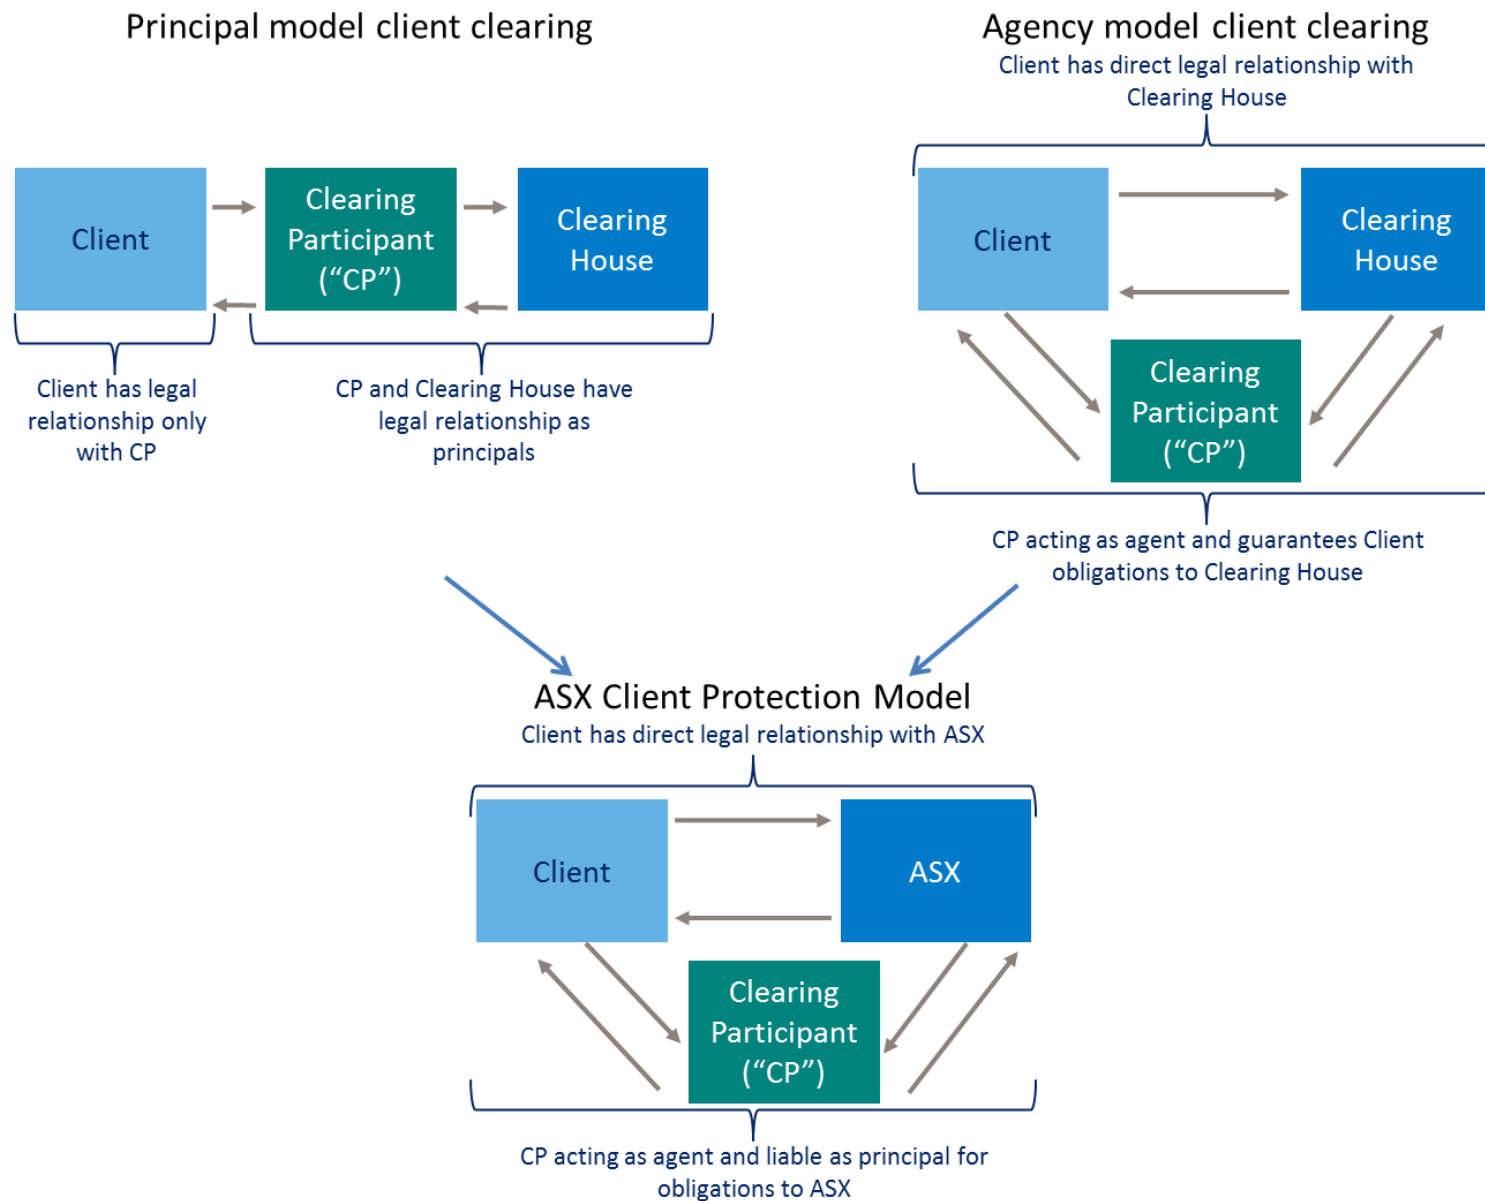 Principal model client clearing
Client
Clearing
Participant
(“CP”)
Clearing
House
Client has legal
relationship only
with CP
CP and Clearing House have
legal relationship as
principals
Agency model client clearing
Client has direct legal relationship with
Clearing House
Client
Clearing
House
Clearing
Participant
(“CP”)
CP acting as agent and guarantees Client
obligations to Clearing House
ASX Client Protection Model
Client has direct legal relationship with ASX
Client
ASX
Clearing
Participant
(“CP”)
CP acting as agent and liable as principal for
obligations to ASX